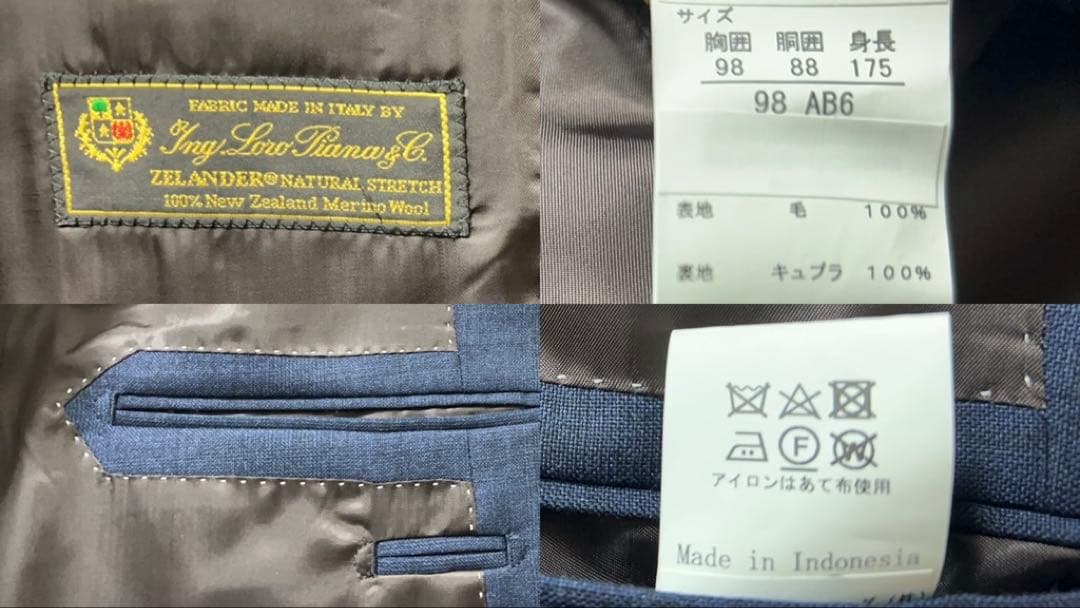 FABRIC MADE IN ITALY BY
Ing. Loro Piana & C.
ZELANDER® NATURAL STRETCH
100% New Zealand Merino Wool
サイズ
胸囲 胴囲 身長
98 88 175
98 AB6
表地 毛 100%
裏地 キュプラ 100%
F W
アイロンはあて布使用
Made in Indonesia